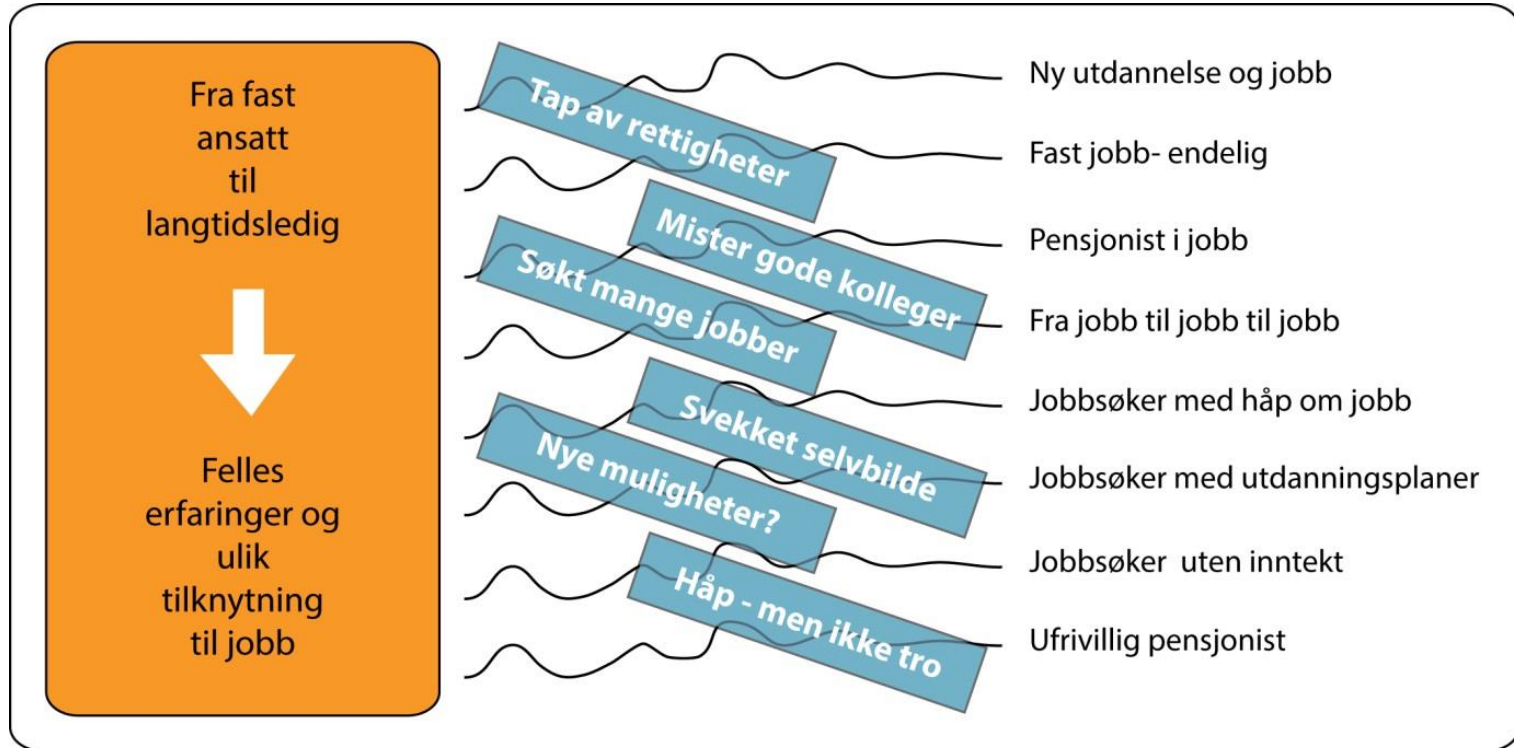 Fra fast
ansatt
til
langtidsledig
Felles
erfaringer og
ulik
tilknytning
til jobb
Tap av rettigheter
Mister gode kolleger
Søkt mange jobber
Svekket selvbilde
Nye muligheter?
Håp - men ikke tro
Ny utdannelse og jobb
Fast jobb- endelig
Pensjonist i jobb
Fra jobb til jobb til jobb
Jobbsøker med håp om jobb
Jobbsøker med utdanningsplaner
Jobbsøker  uten inntekt
Ufrivillig pensjonist